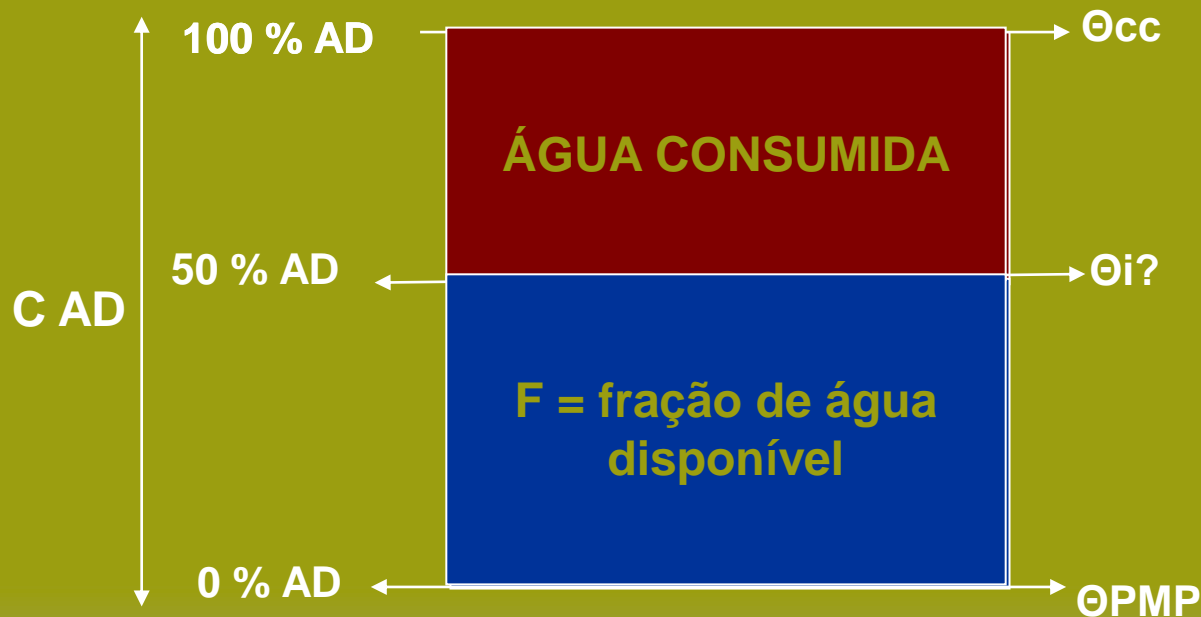 100 % AD
Θcc
ÁGUA CONSUMIDA
50 % AD
Θi?
C AD
F = fração de água
disponível
0 % AD
ΘPMP